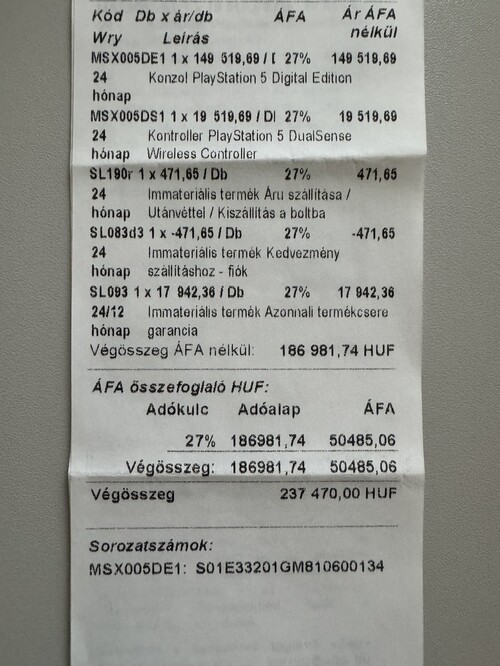 Kód Db x ár/db ÁFA Ár ÁFA
Wry Leírás nélkül
MSX005DE1 1 x 149 519,69 / 27% 149 519,69
24 Konzol PlayStation 5 Digital Edition
hónap
MSX005DS1 1 x 19 519,69 / 27% 19 519,69
24 Kontroller PlayStation 5 DualSense
hónap Wireless Controller
SL190r 1 x 471,65 / Db 27% 471,65
24 Immateriális termék Áru szállítása /
hónap Utánvéttel / Kiszállítás a boltba
SL083d3 1 x -471,65 / Db 27% -471,65
24 Immateriális termék Kedvezmény
hónap szállításhoz - fiók
SL093 1 x 17 942,36 / Db 27% 17 942,36
24/12 Immateriális termék Azonnali termékcsere
hónap garancia
Végösszeg ÁFA nélkül: 186 981,74 HUF
ÁFA összefoglaló HUF:
Adókulc Adóalap ÁFA
27% 186981,74 50485,06
Végösszeg: 186981,74 50485,06
Végösszeg 237 470,00 HUF
Sorozatszámok:
MSX005DE1: S01E33201GM810600134